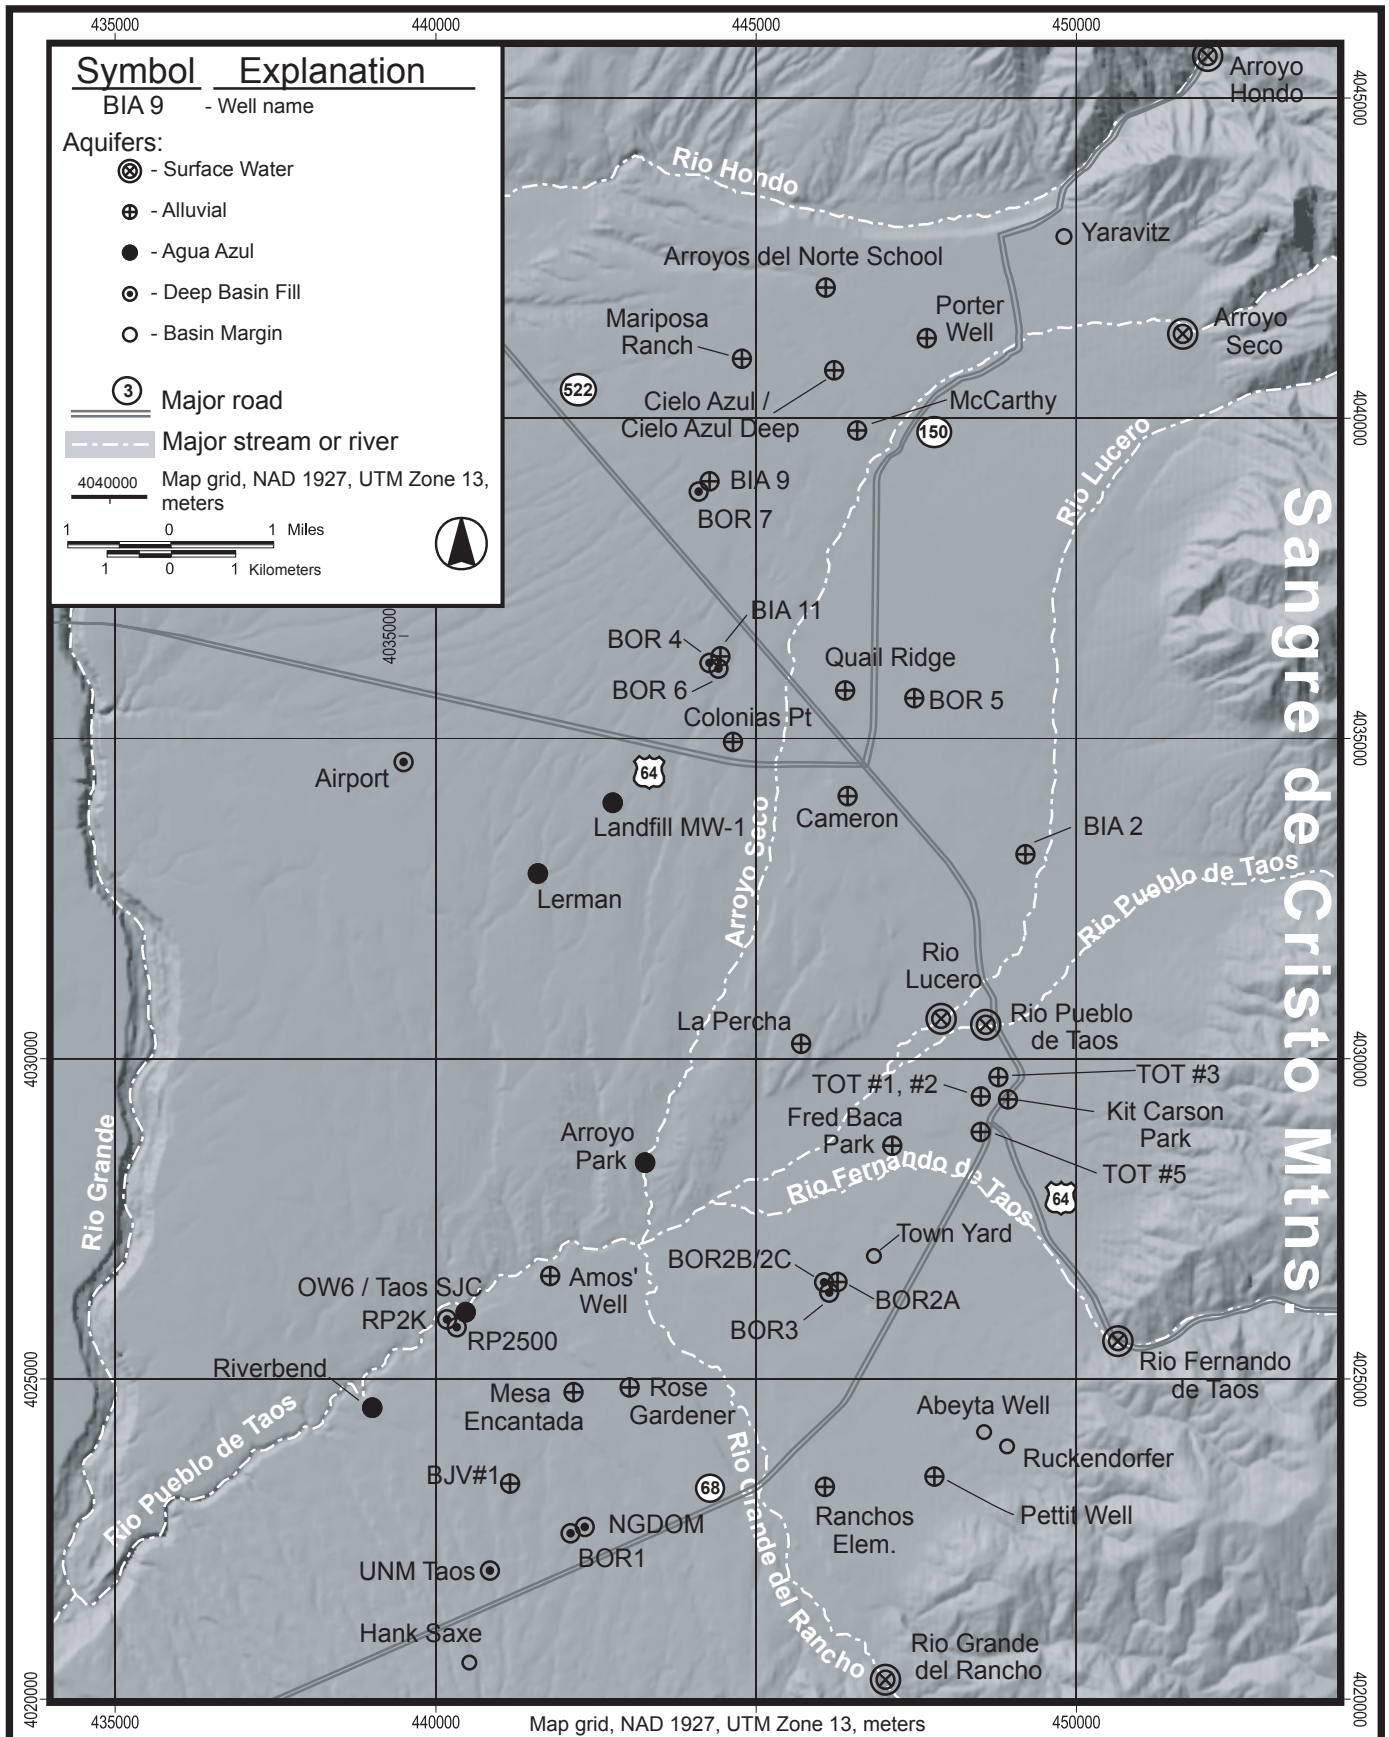 435000
440000
445000
450000
Symbol Explanation
BIA 9 - Well name
Aquifers:
- Surface Water
- Alluvial
- Agua Azul
- Deep Basin Fill
- Basin Margin
3
Major road
Major stream or river
4040000
Map grid, NAD 1927, UTM Zone 13,
meters
1 0 1 Miles
1 0 1 Kilometers
Arroyo
Hondo
4045000
Rio Hondo
Yaravitz
Arroyos del Norte School
Porter
Well
Mariposa
Ranch
Arroyo
Seco
522
Cielo Azul /
Cielo Azul Deep
McCarthy
150
4040000
Rio Lucero
BIA 9
BOR 7
Sangre de Cristo Mtns.
BIA 11
4035000
BOR 4
BOR 6
Quail Ridge
BOR 5
Colonias Pt
4035000
64
Airport
Landfill MW-1
Cameron
BIA 2
Lerman
Arroyo Seco
Rio Pueblo de Taos
Rio
Lucero
La Percha
Rio Pueblo
de Taos
4030000
4030000
TOT #3
TOT #1, #2
Kit Carson
Park
Fred Baca
Park
TOT #5
Arroyo
Park
Rio Fernando de Taos
64
Rio Grande
Town Yard
BOR2B/2C
BOR2A
BOR3
OW6 / Taos SJC
Amos'
Well
RP2K
RP2500
Rio Fernando
de Taos
Riverbend
4025000
4025000
Mesa
Encantada
Rose
Gardener
Abeyta Well
Ruckendorfer
Rio Pueblo de Taos
BJV#1
68
Rio Grande del Rancho
Ranchos
Elem.
Pettit Well
NGDOM
BOR1
UNM Taos
Hank Saxe
Rio Grande
del Rancho
4020000
4020000
435000
440000
Map grid, NAD 1927, UTM Zone 13, meters
450000